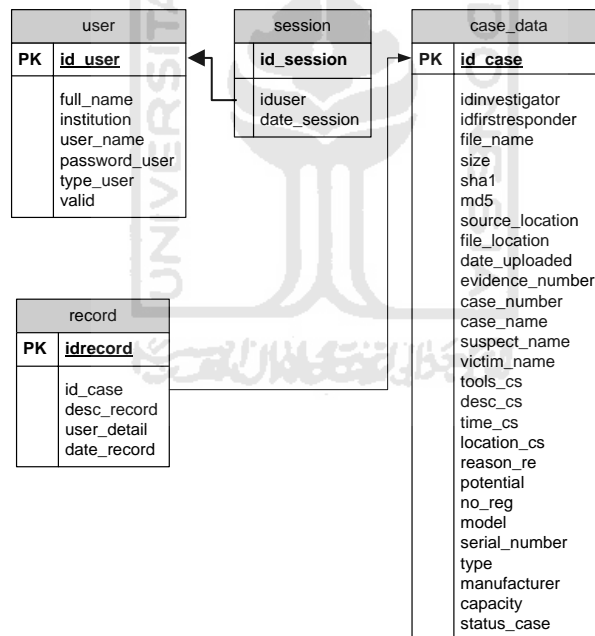 user
PK id_user
full_name
institution
user_name
password_user
type_user
valid
session
id_session
iduser
date_session
case_data
PK id_case
idinvestigator
idfirstresponder
file_name
size
sha1
md5
source_location
file_location
date_uploaded
evidence_number
case_number
case_name
suspect_name
victim_name
tools_cs
desc_cs
time_cs
location_cs
reason_re
potential
no_reg
model
serial_number
type
manufacturer
capacity
status_case
record
PK idrecord
id_case
desc_record
user_detail
date_record